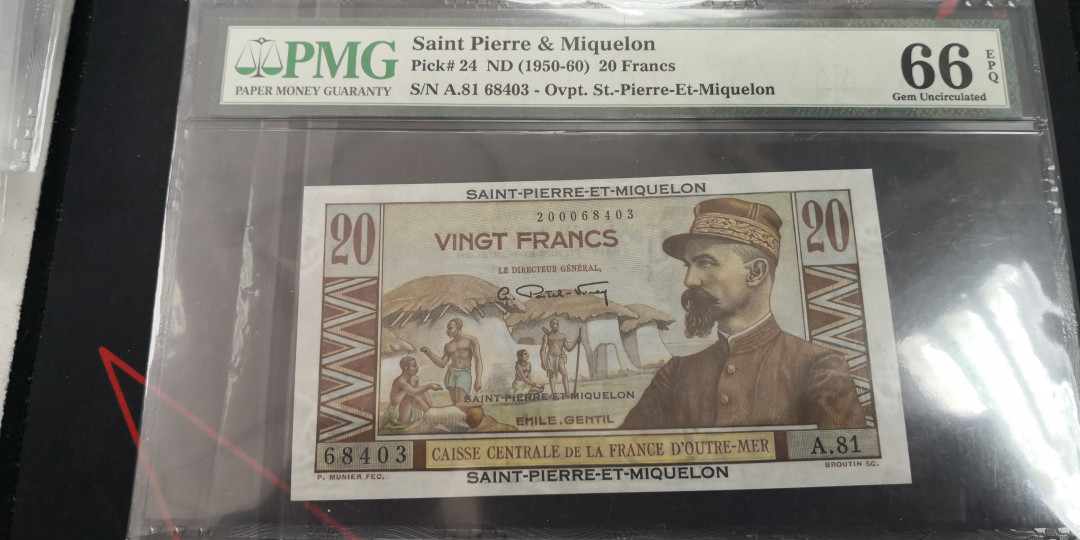 PMG
PAPER MONEY GUARANTY
Saint Pierre & Miquelon
Pick# 24 ND (1950-60) 20 Francs
S/N A.81 68403 - Ovpt. St.-Pierre-Et-Miquelon
66
EPQ
Gem Uncirculated
SAINT-PIERRE-ET-MIQUELON
20
200068403
20
VINGT FRANCS
LE DIRECTEUR GÉNÉRAL,
SAINT-PIERRE-ET-MIQUELON
EMILE.GENTIL
68403
CAISSE CENTRALE DE LA FRANCE D'OUTRE-MER
A.81
P. MUNIER FEC.
SAINT-PIERRE-ET-MIQUELON
BROUTIN SC.